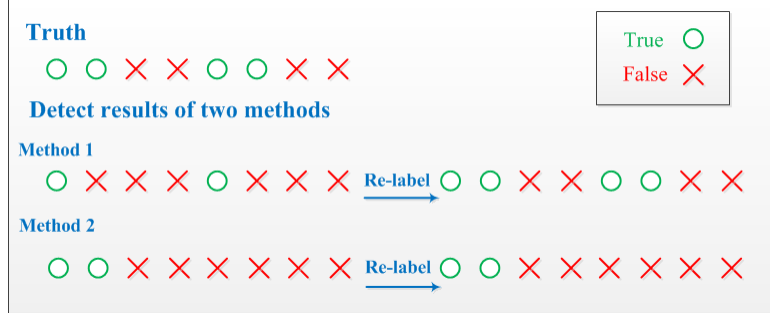 Truth
True
False
Detect results of two methods
Method 1
Re-label
Method 2
Re-label